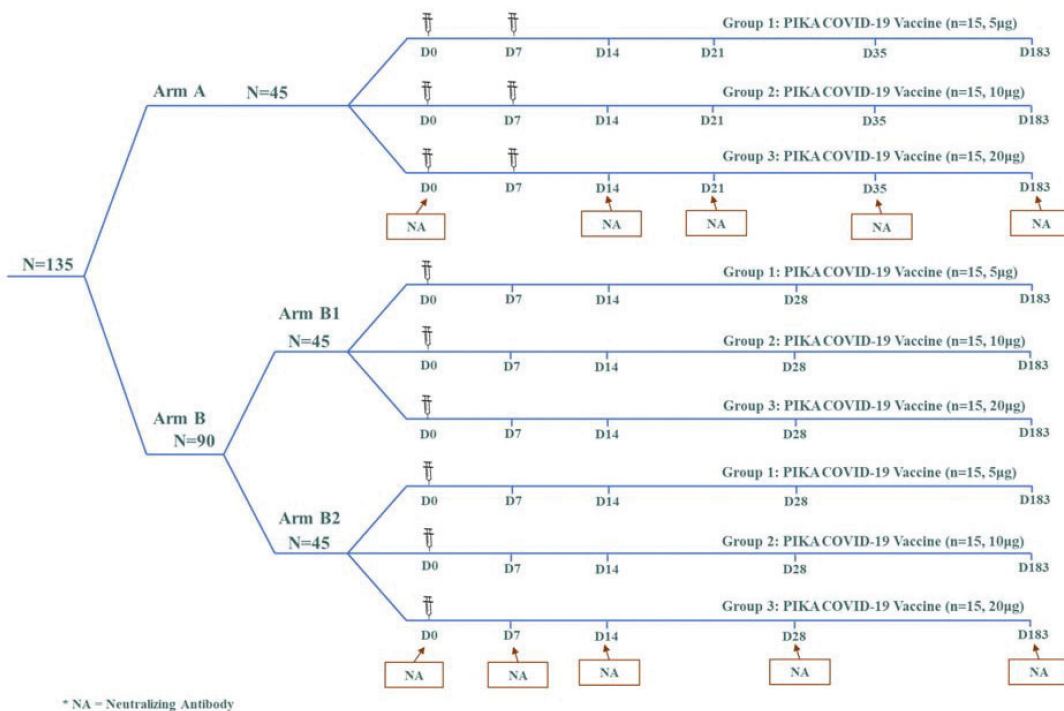 Group 1: PIKA COVID-19 Vaccine (n=15, 5µg)
D0 D7 D14 D21 D35 D183
Arm A N=45
Group 2: PIKA COVID-19 Vaccine (n=15, 10µg)
D0 D7 D14 D21 D35 D183
Group 3: PIKA COVID-19 Vaccine (n=15, 20µg)
D0 D7 D14 D21 D35 D183
NA NA NA NA NA
N=135
Group 1: PIKA COVID-19 Vaccine (n=15, 5µg)
D0 D7 D14 D28 D183
Arm B1
N=45
Group 2: PIKA COVID-19 Vaccine (n=15, 10µg)
D0 D7 D14 D28 D183
Group 3: PIKA COVID-19 Vaccine (n=15, 20µg)
D0 D7 D14 D28 D183
Arm B
N=90
Group 1: PIKA COVID-19 Vaccine (n=15, 5µg)
D0 D7 D14 D28 D183
Arm B2
N=45
Group 2: PIKA COVID-19 Vaccine (n=15, 10µg)
D0 D7 D14 D28 D183
Group 3: PIKA COVID-19 Vaccine (n=15, 20µg)
D0 D7 D14 D28 D183
NA NA NA NA NA
* NA = Neutralizing Antibody